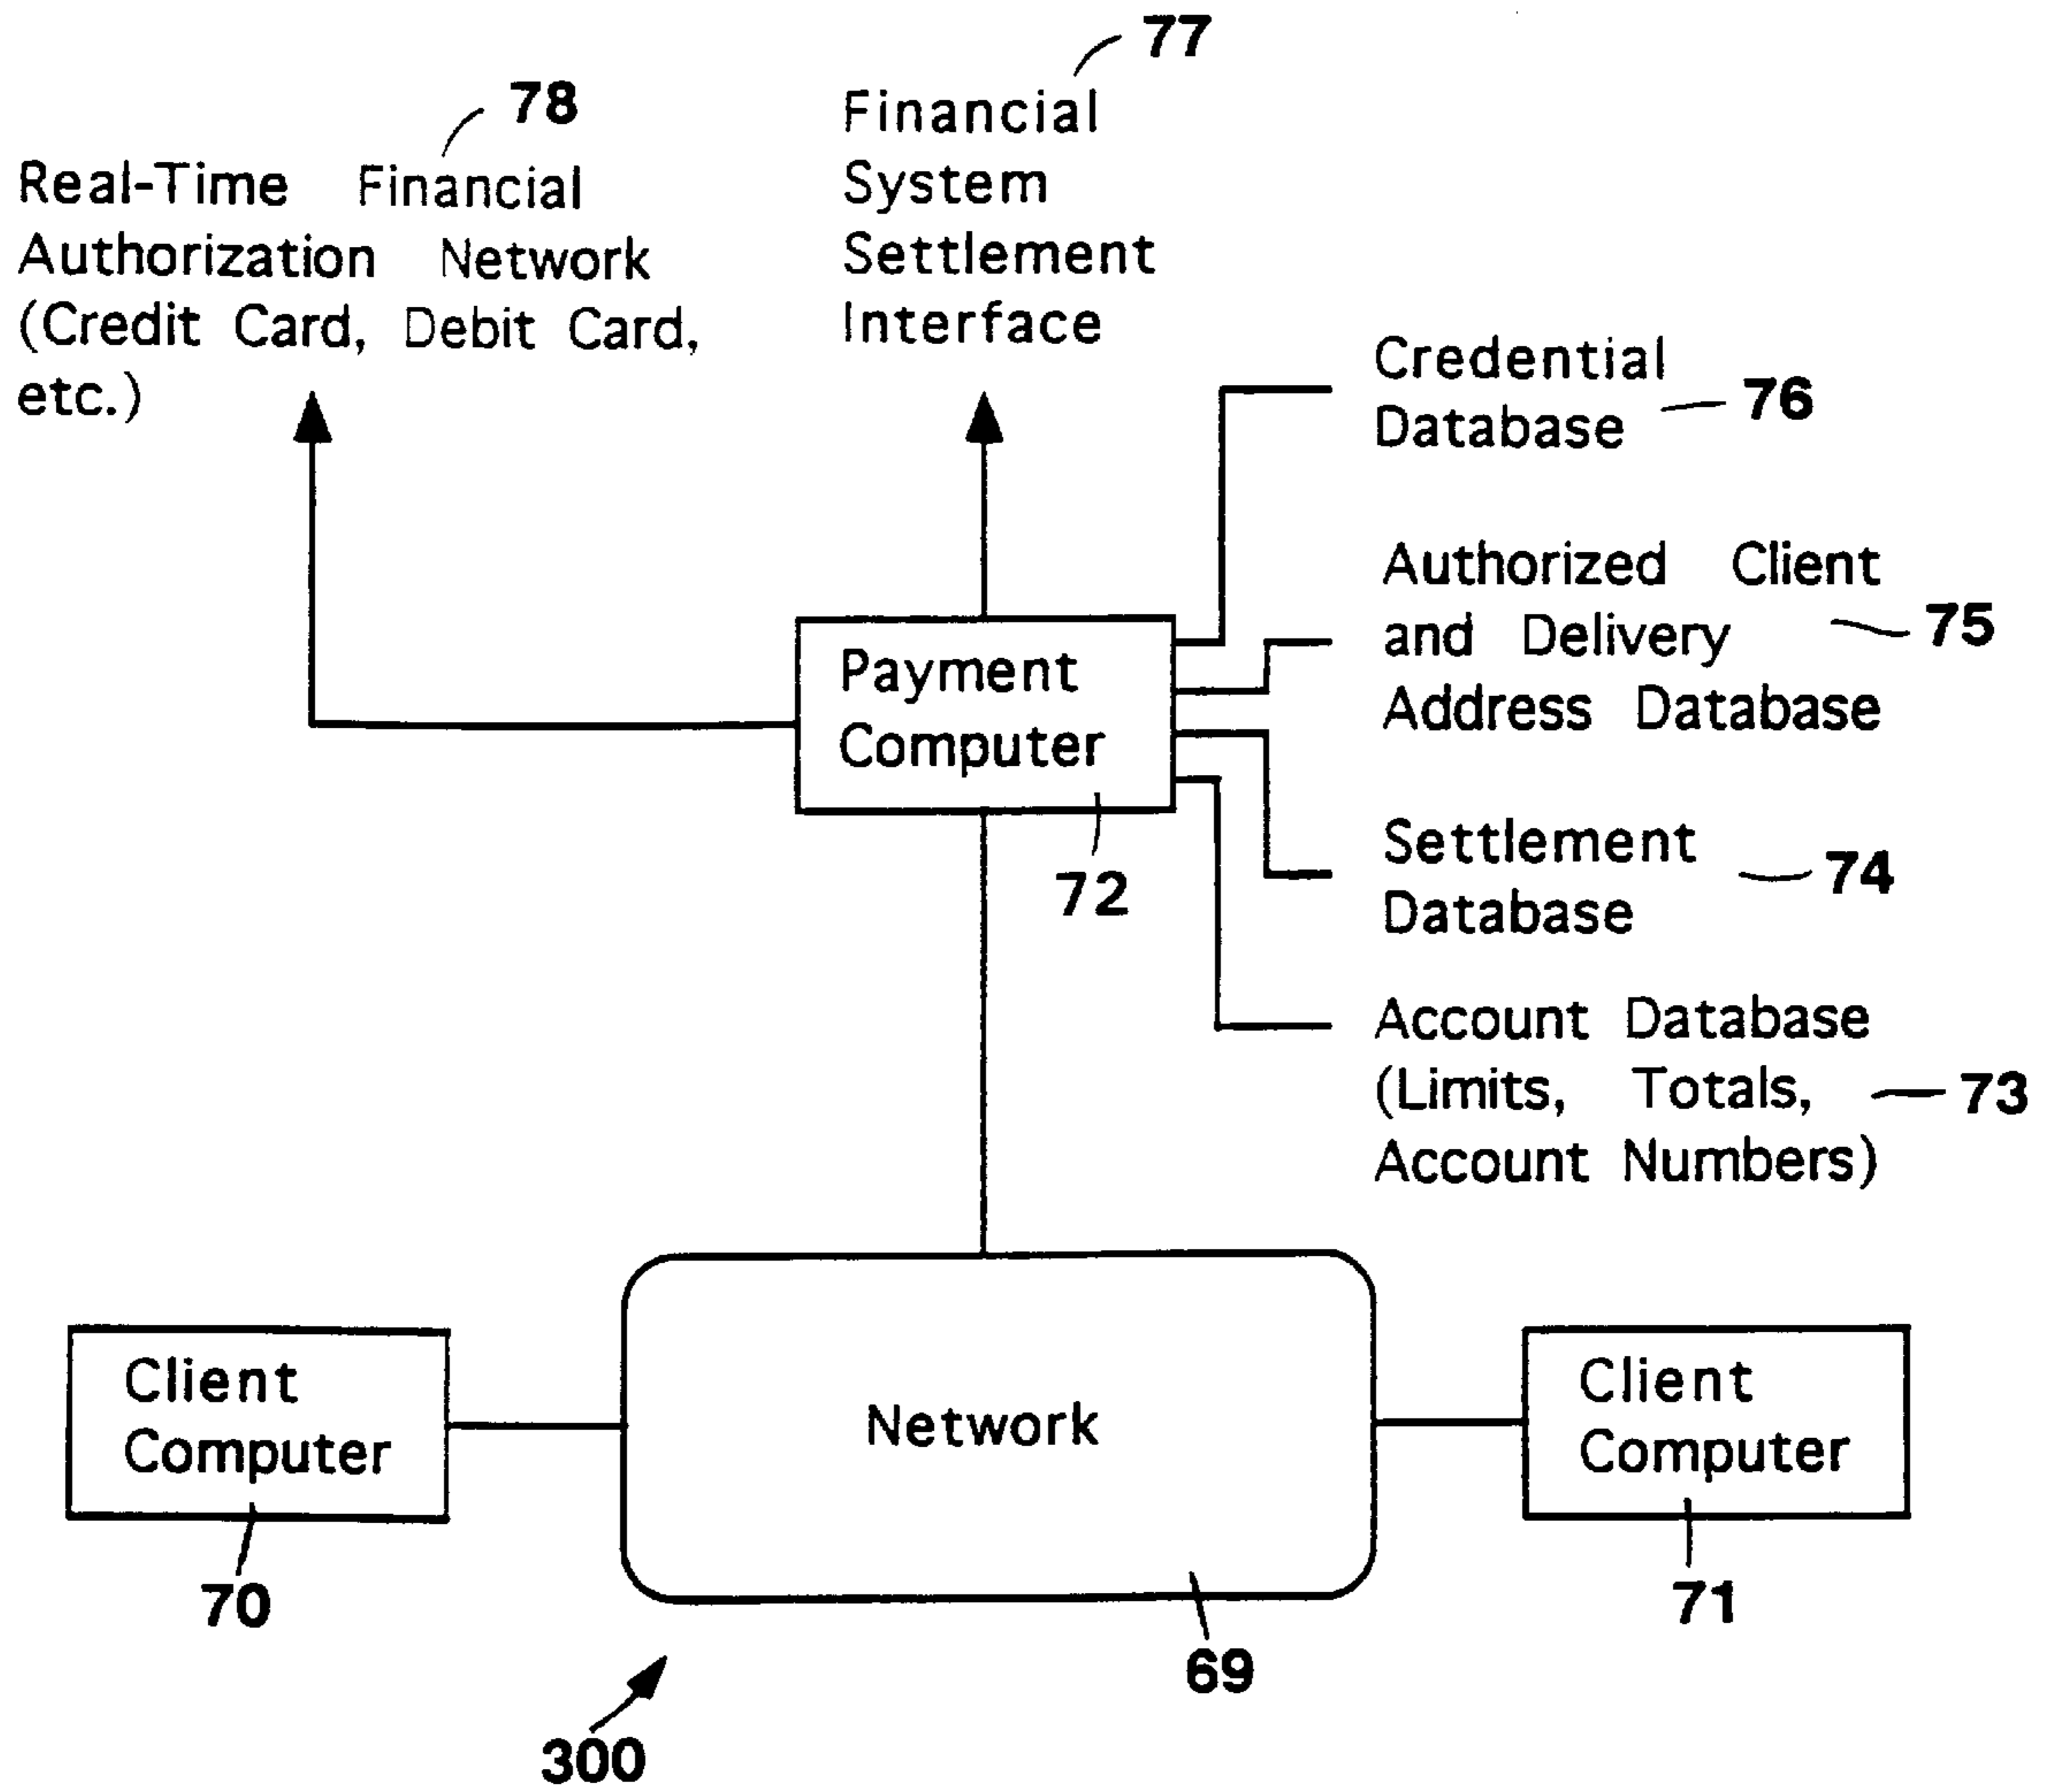 77
Financial
System
Settlement
Interface
78
Real-Time Financial
Authorization Network
(Credit Card, Debit Card,
etc.)
Credential
Database
76
Authorized Client
and Delivery
Address Database
75
Payment
Computer
72
Settlement
Database
74
Account Database
(Limits, Totals,
Account Numbers)
73
Client
Computer
70
Network
69
Client
Computer
71
300